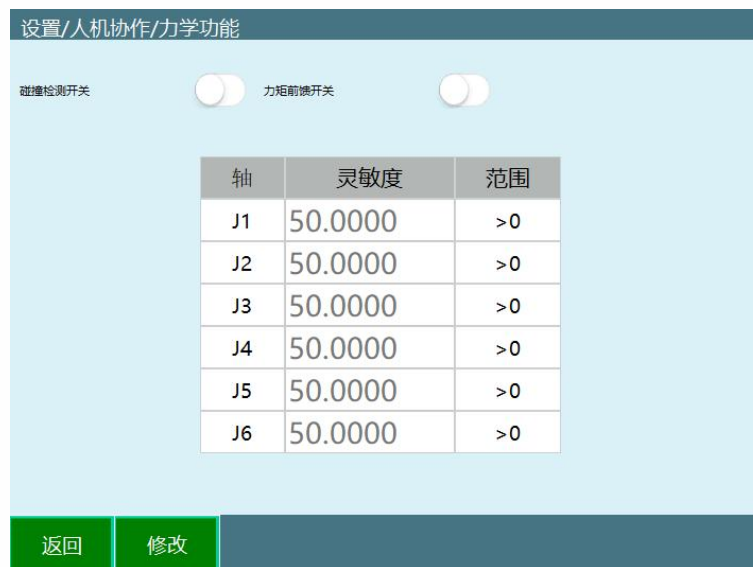 设置/人机协作/力学功能
碰撞检测开关 力矩前馈开关
轴 灵敏度 范围
J1 50.0000 >0
J2 50.0000 >0
J3 50.0000 >0
J4 50.0000 >0
J5 50.0000 >0
J6 50.0000 >0
返回 修改